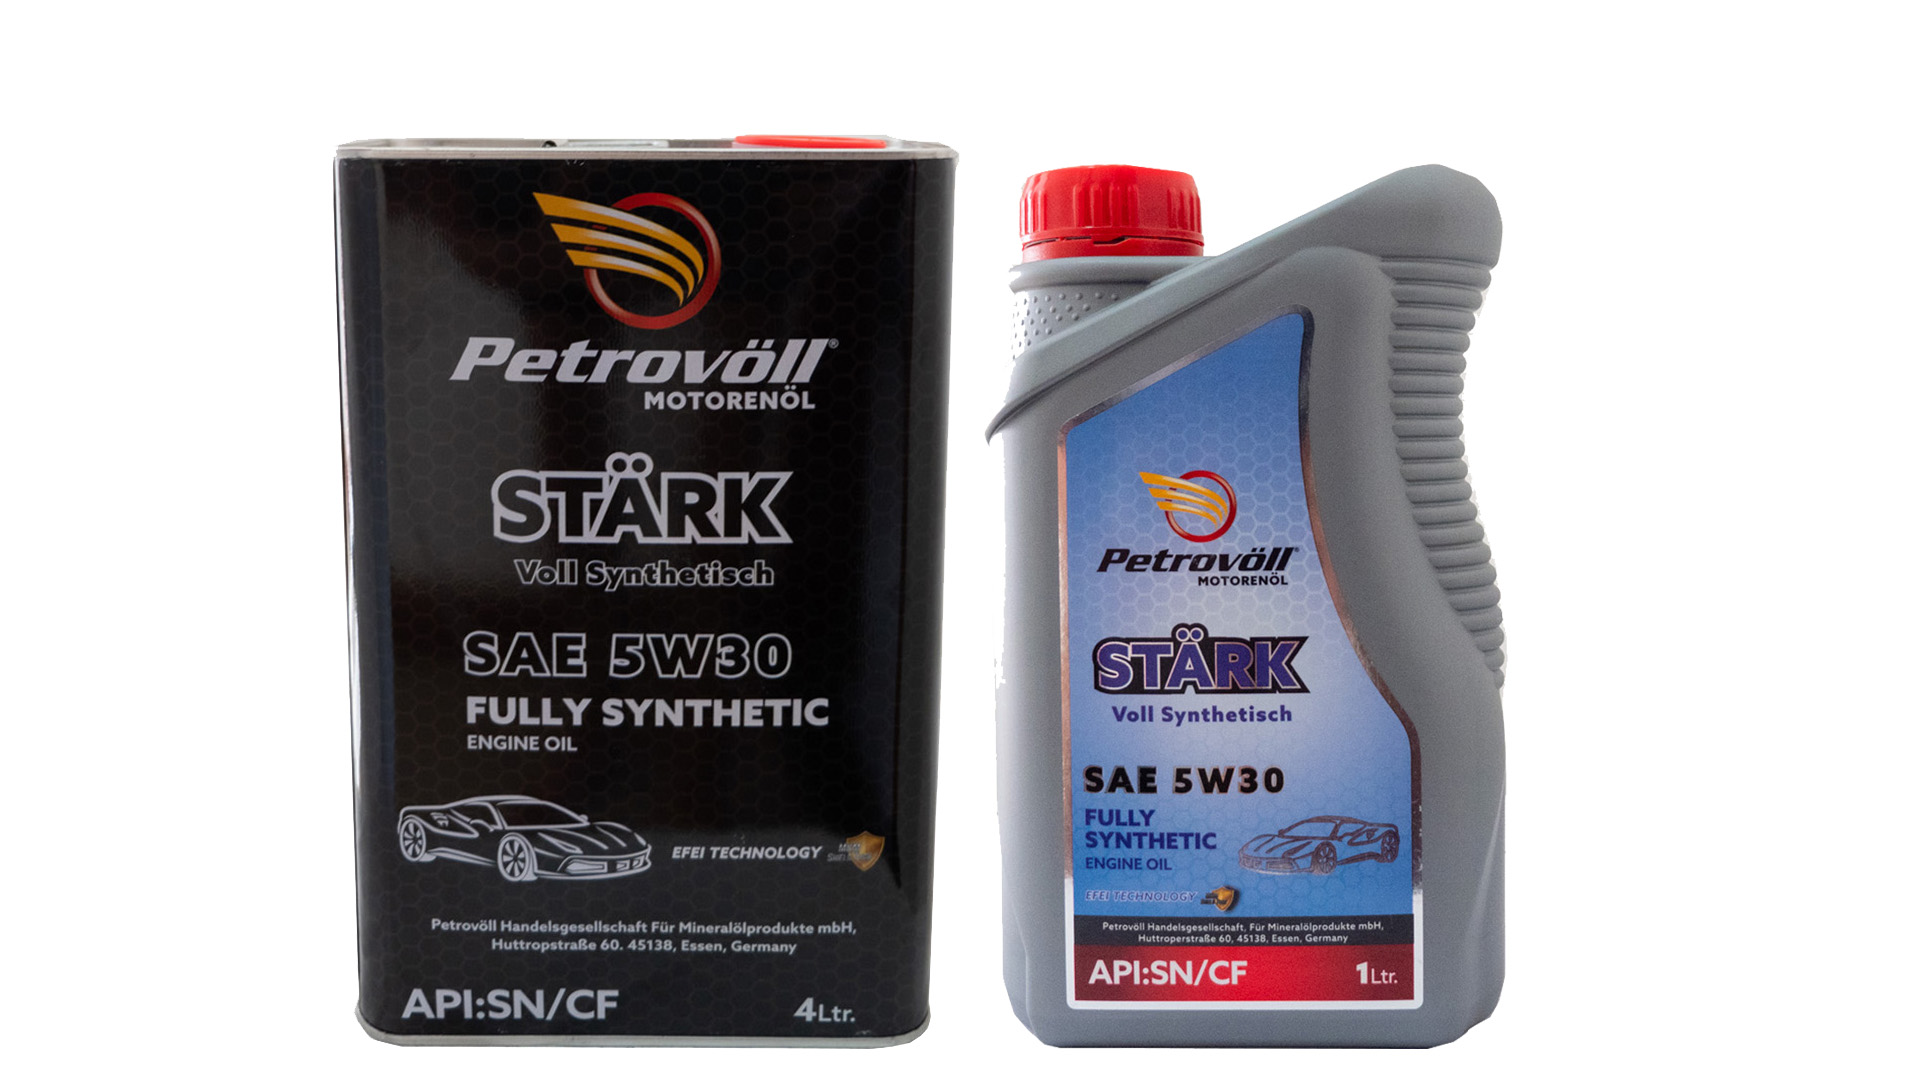 Petrovöll®
MOTORENÖL
STÄRK
Voll Synthetisch
SAE 5W30
FULLY SYNTHETIC
ENGINE OIL
EFEI TECHNOLOGY
Petrovöll Handelsgesellschaft Für Mineralölprodukte mbH,
Huttropstraße 60. 45138, Essen, Germany
API:SN/CF
4Ltr.
Petrovöll®
MOTORENÖL
STÄRK
Voll Synthetisch
SAE 5W30
FULLY
SYNTHETIC
ENGINE OIL
EFEI TECHNOLOGY
Petrovöll Handelsgesellschaft, Für Mineralölprodukte mbH,
Huttroperstraße 60, 45138, Essen, Germany
API:SN/CF
1Ltr.